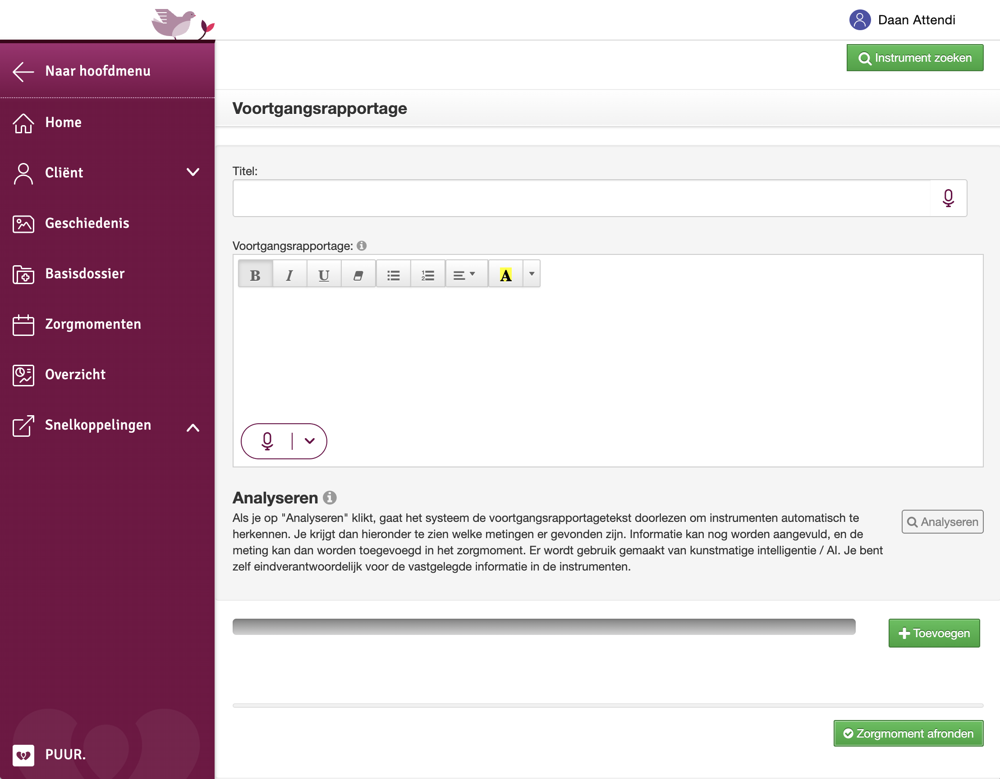 Daan Attendi
Naar hoofdmenu
Instrument zoeken
Home
Cliënt
Geschiedenis
Basisdossier
Zorgmomenten
Overzicht
Snelkoppelingen
PUUR.
Voortgangsrapportage
Titel:
Voortgangsrapportage:
B I U A
Analyseren
Als je op "Analyseren" klikt, gaat het systeem de voortgangsrapportagetekst doorlezen om instrumenten automatisch te
herkennen. Je krijgt dan hieronder te zien welke metingen er gevonden zijn. Informatie kan nog worden aangevuld, en de
meting kan dan worden toegevoegd in het zorgmoment. Er wordt gebruik gemaakt van kunstmatige intelligentie / AI. Je bent
zelf eindverantwoordelijk voor de vastgelegde informatie in de instrumenten.
Analyseren
Toevoegen
Zorgmoment afronden